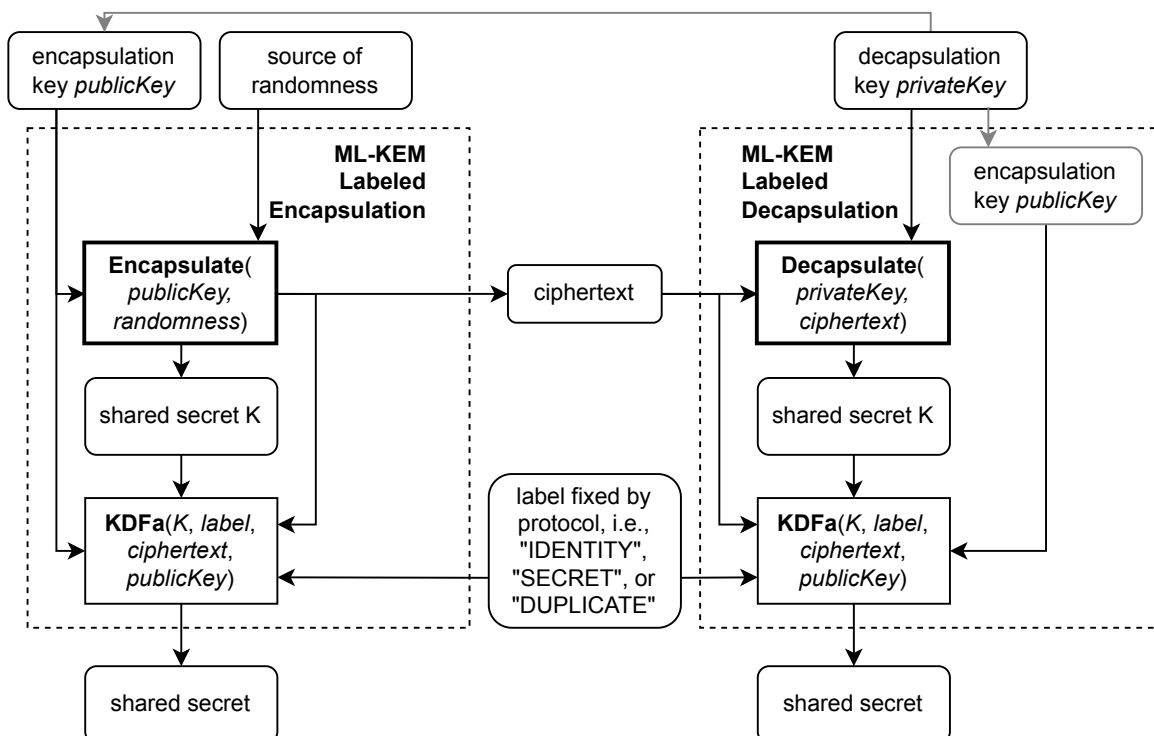 encapsulation
key publicKey
source of
randomness
decapsulation
key privateKey
ML-KEM
Labeled
Encapsulation
ML-KEM
Labeled
Decapsulation
encapsulation
key publicKey
Encapsulate(
publicKey,
randomness)
ciphertext
Decapsulate(
privateKey,
ciphertext)
shared secret K
shared secret K
KDFa(K, label,
ciphertext,
publicKey)
label fixed by
protocol, i.e.,
"IDENTITY",
"SECRET", or
"DUPLICATE"
KDFa(K, label,
ciphertext,
publicKey)
shared secret
shared secret